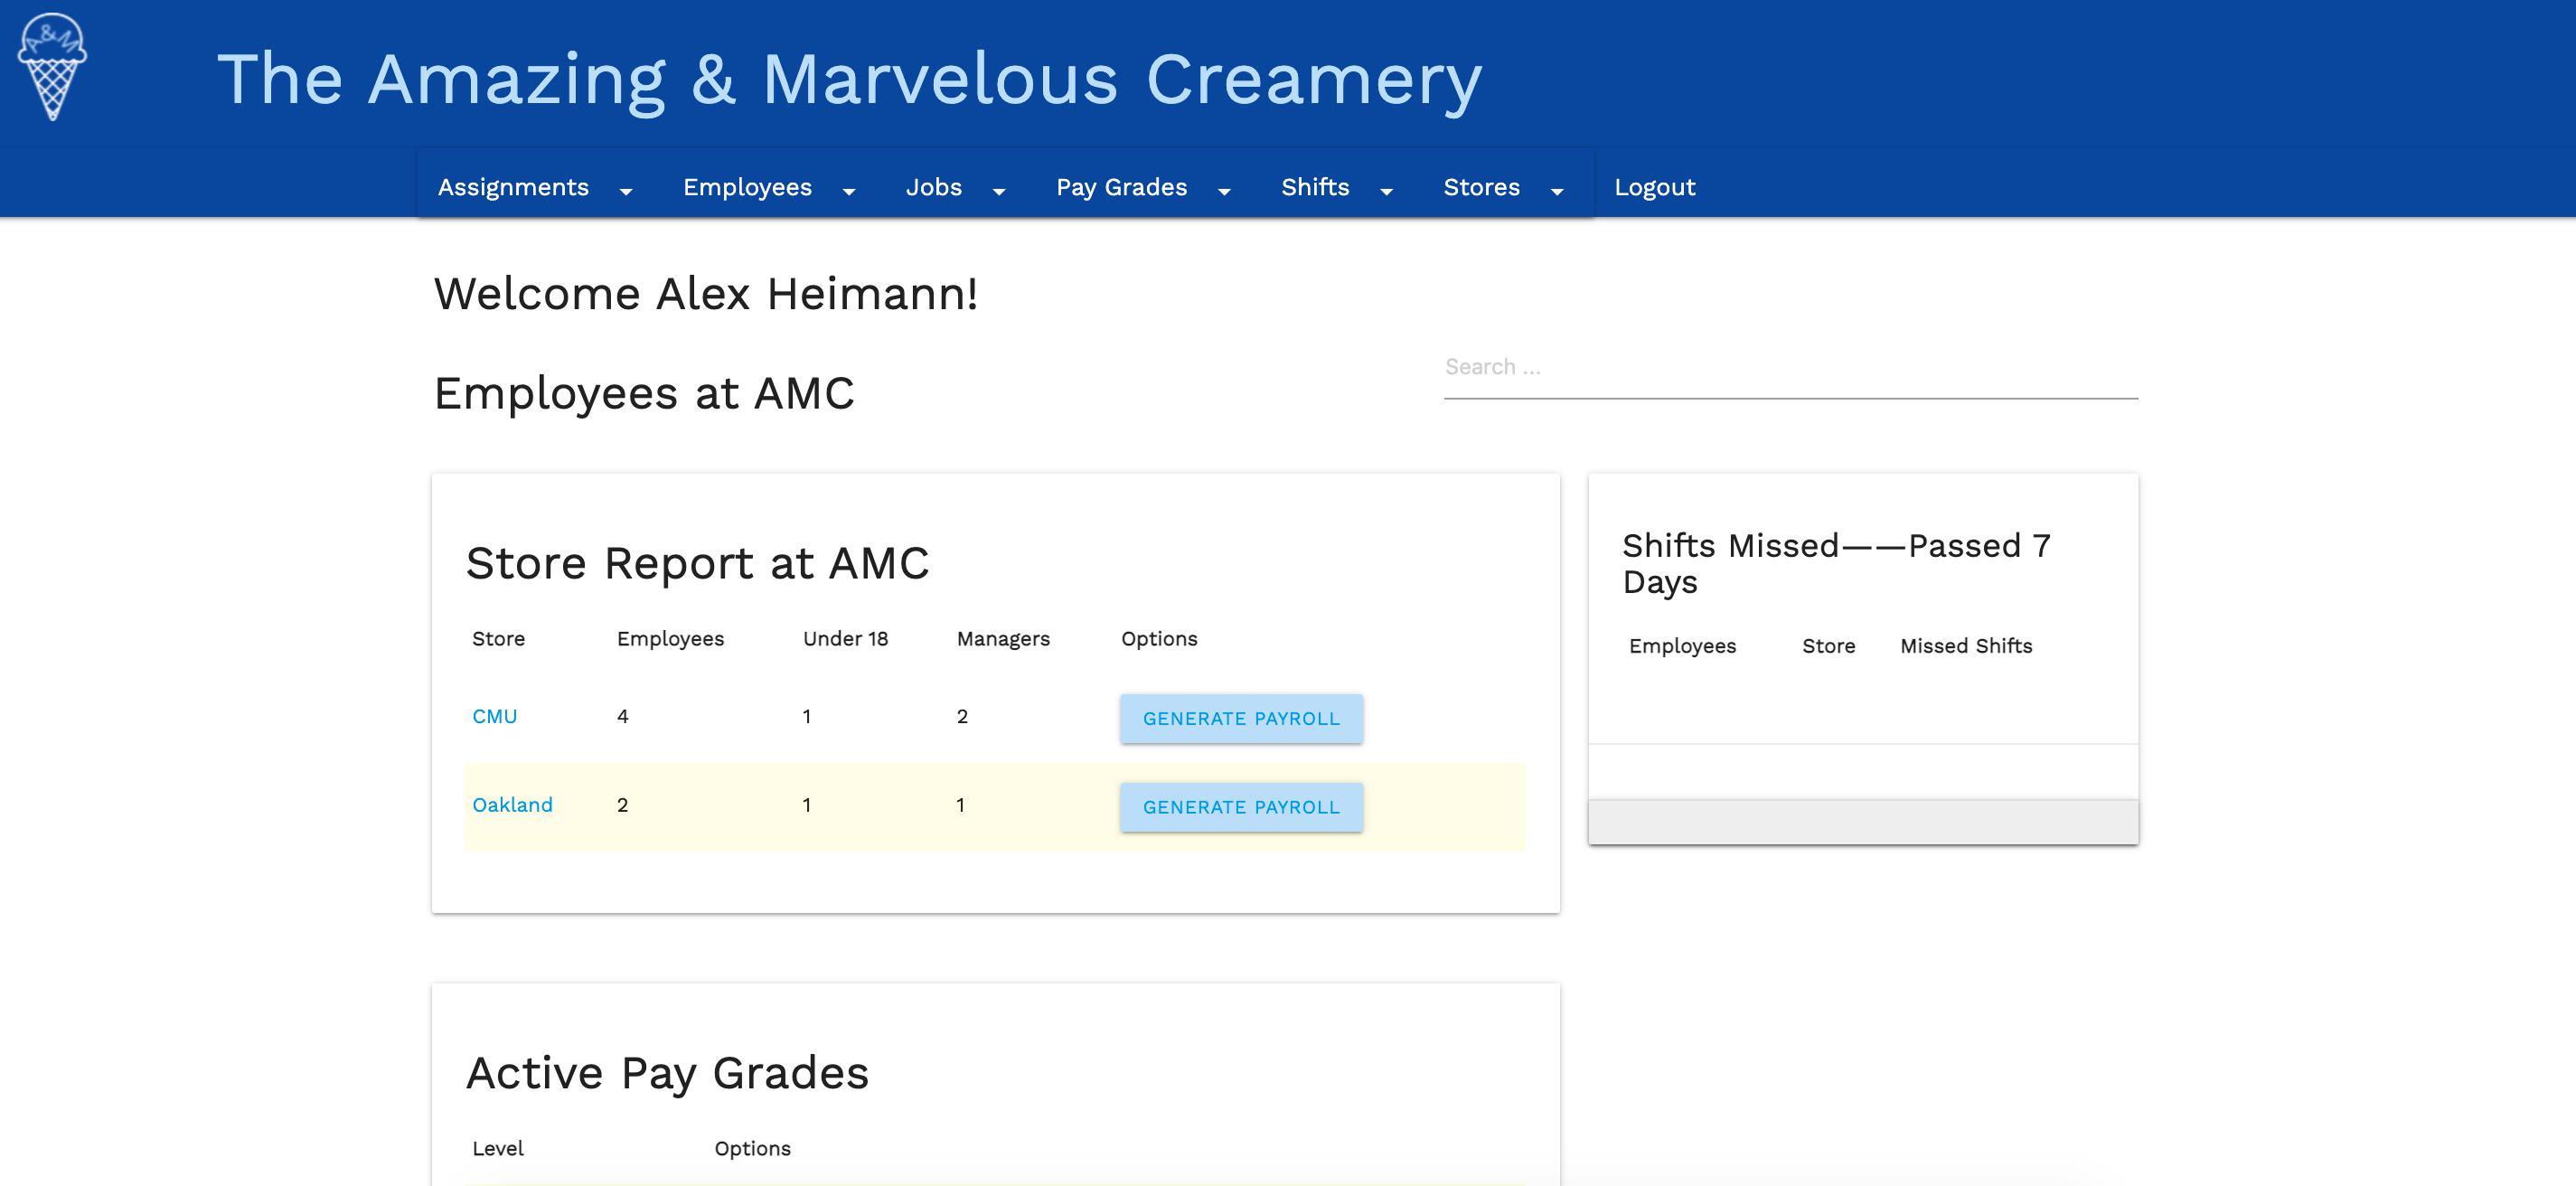 A&M
The Amazing & Marvelous Creamery
Assignments Employees Jobs Pay Grades Shifts Stores Logout
Welcome Alex Heimann!
Search ...
Employees at AMC
Store Report at AMC
Store Employees Under 18 Managers Options
CMU 4 1 2 GENERATE PAYROLL
Oakland 2 1 1 GENERATE PAYROLL
Shifts Missed——Passed 7
Days
Employees Store Missed Shifts
Active Pay Grades
Level Options